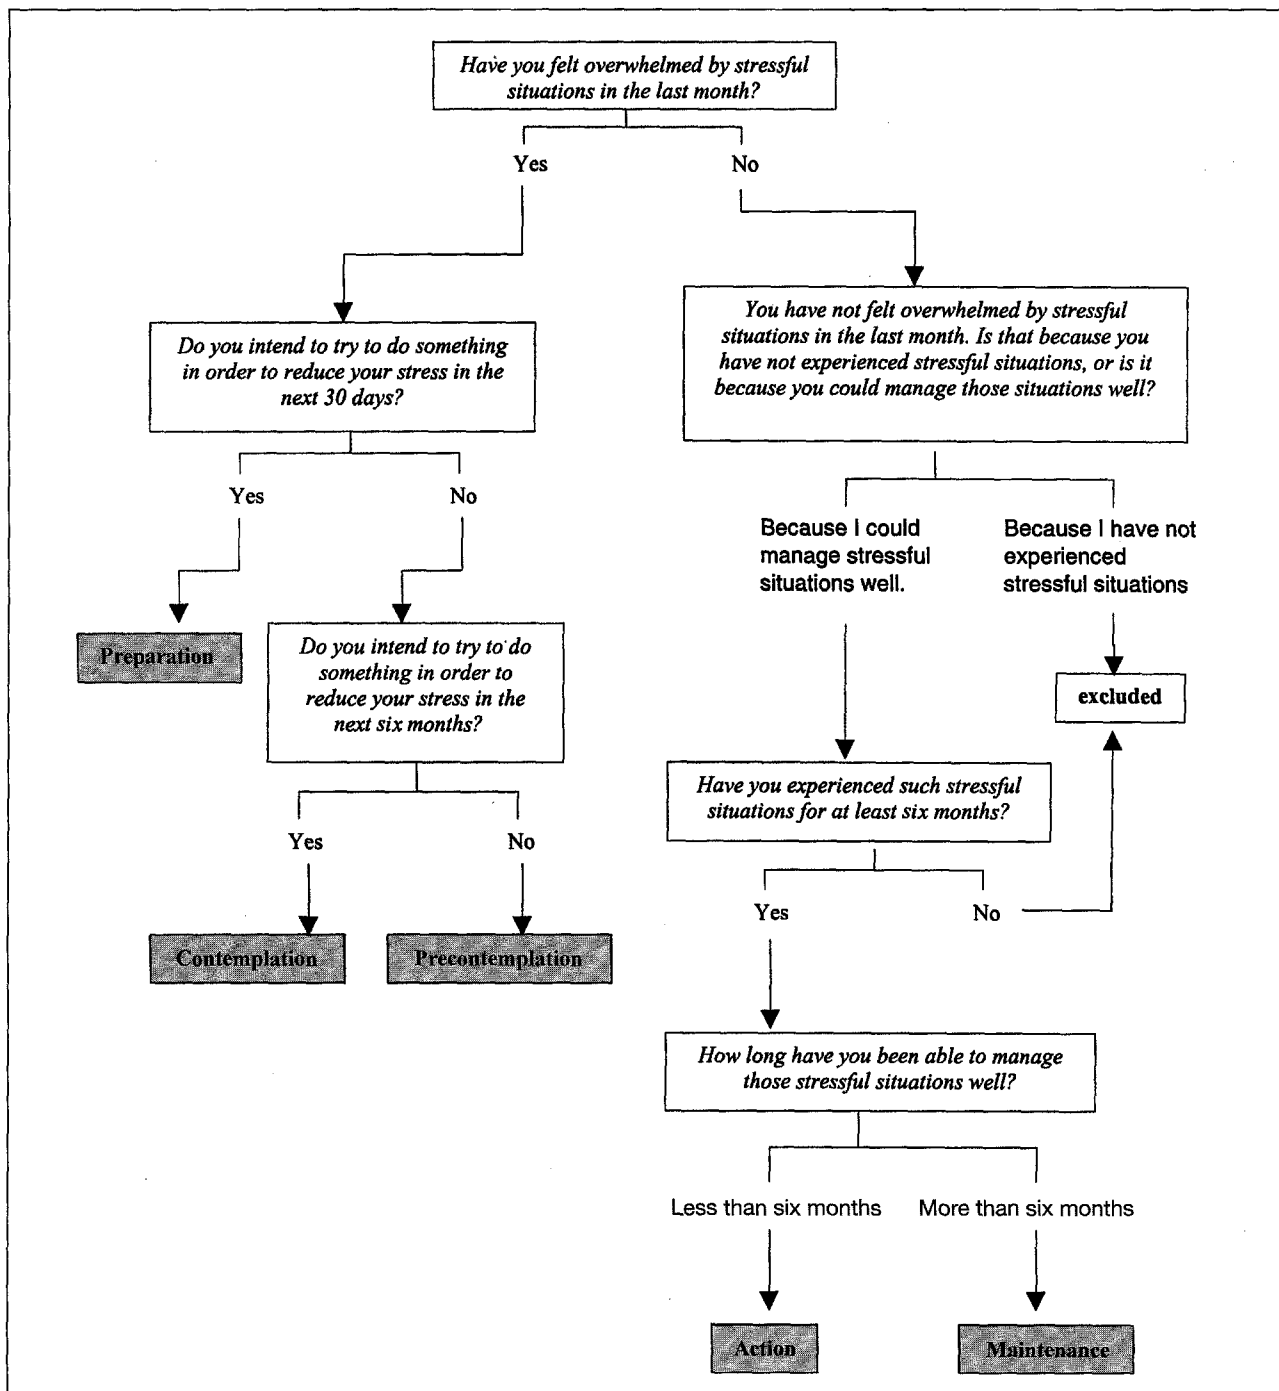 Have you felt overwhelmed by stressful
situations in the last month?
Yes
No
Do you intend to try to do something
in order to reduce your stress in the
next 30 days?
You have not felt overwhelmed by stressful
situations in the last month. Is that because you
have not experienced stressful situations, or is it
because you could manage those situations well?
Yes
No
Because I could
manage stressful
situations well.
Because I have not
experienced
stressful situations
Preparation
Do you intend to try to do
something in order to
reduce your stress in the
next six months?
excluded
Have you experienced such stressful
situations for at least six months?
Yes
No
Yes
No
Contemplation
Precontemplation
How long have you been able to manage
those stressful situations well?
Less than six months
More than six months
Action
Maintenance